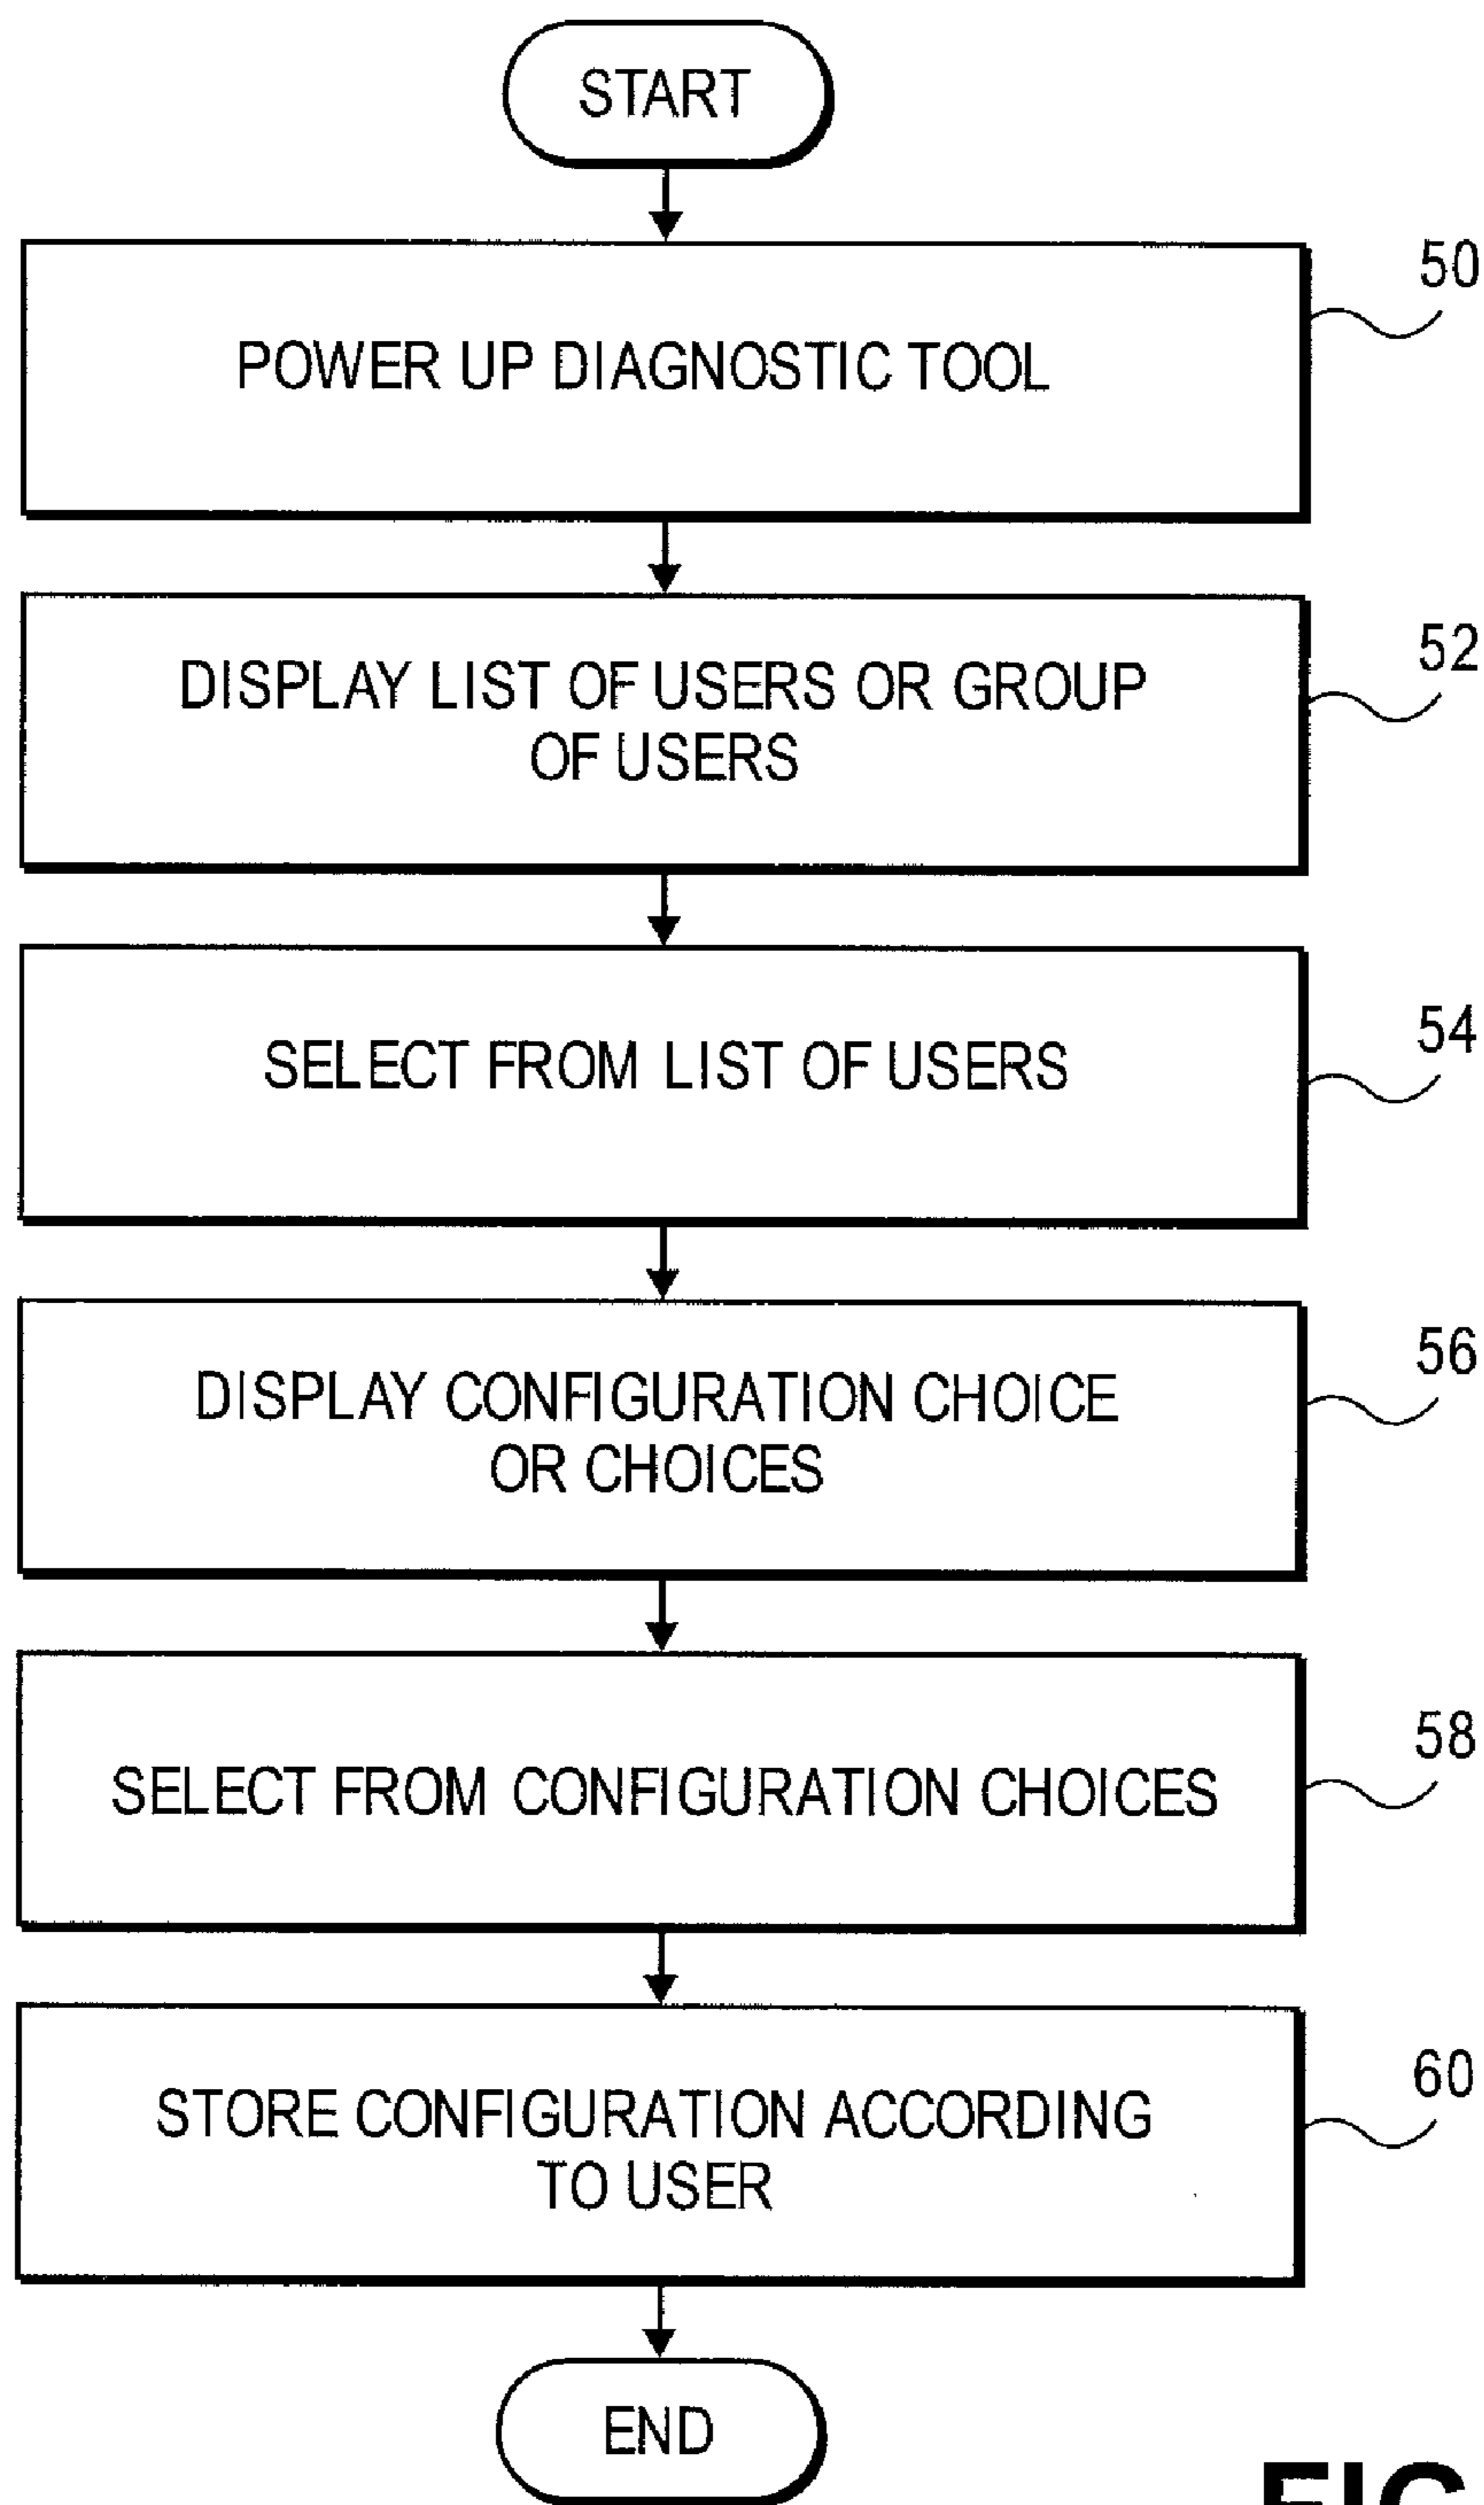 START
50
POWER UP DIAGNOSTIC TOOL
52
DISPLAY LIST OF USERS OR GROUP
OF USERS
54
SELECT FROM LIST OF USERS
56
DISPLAY CONFIGURATION CHOICE
OR CHOICES
58
SELECT FROM CONFIGURATION CHOICES
60
STORE CONFIGURATION ACCORDING
TO USER
END